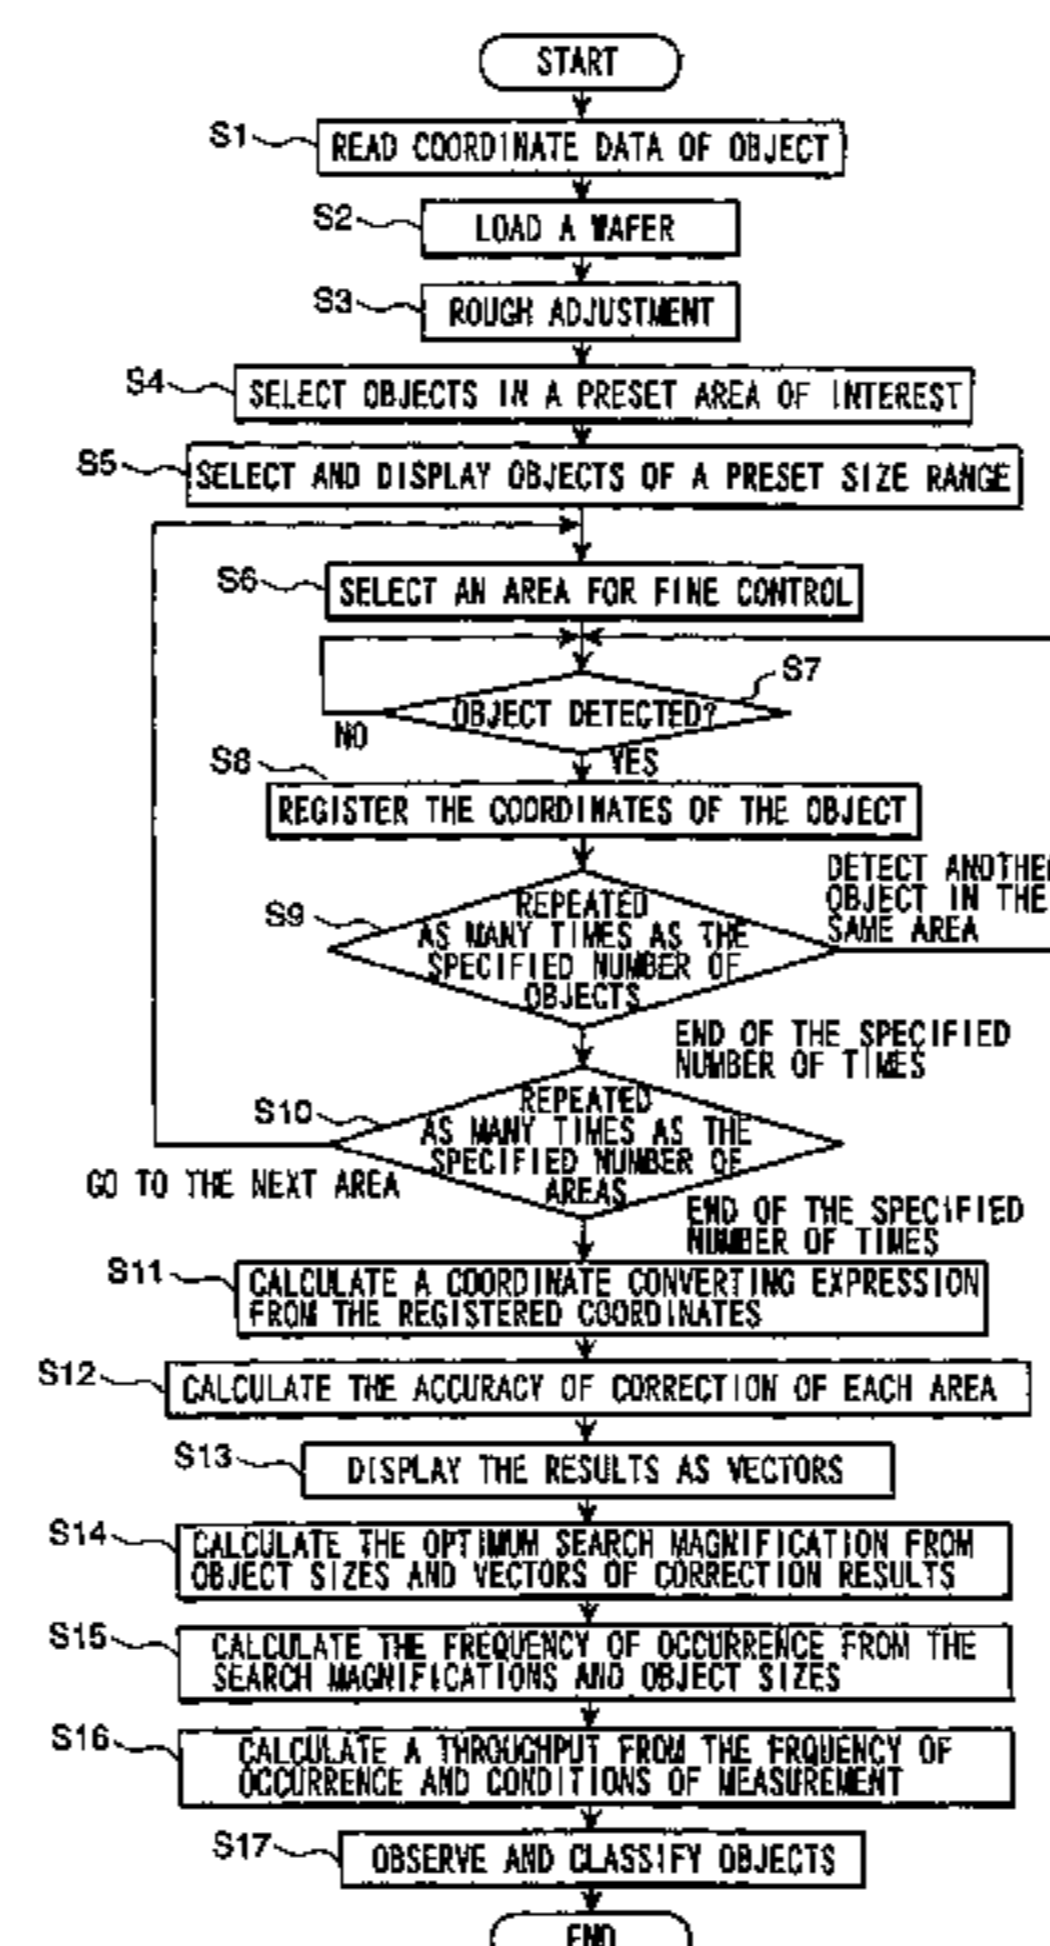 START
S1
READ COORDINATE DATA OF OBJECT
S2
LOAD A WAFER
S3
ROUGH ADJUSTMENT
S4
SELECT OBJECTS IN A PRESET AREA OF INTEREST
S5
SELECT AND DISPLAY OBJECTS OF A PRESET SIZE RANGE
S6
SELECT AN AREA FOR FINE CONTROL
S7
OBJECT DETECTED?
NO
YES
S8
REGISTER THE COORDINATES OF THE OBJECT
S9
REPEATED
AS MANY TIMES AS THE
SPECIFIED NUMBER OF
OBJECTS
DETECT ANOTHE
OBJECT IN THE
SAME AREA
END OF THE SPECIFIED
NUMBER OF TIMES
S10
REPEATED
AS MANY TIMES AS THE
SPECIFIED NUMBER OF
AREAS
GO TO THE NEXT AREA
END OF THE SPECIFIED
NUMBER OF TIMES
S11
CALCULATE A COORDINATE CONVERTING EXPRESSION
FROM THE REGISTERED COORDINATES
S12
CALCULATE THE ACCURACY OF CORRECTION OF EACH AREA
S13
DISPLAY THE RESULTS AS VECTORS
S14
CALCULATE THE OPTIMUM SEARCH MAGNIFICATION FROM
OBJECT SIZES AND VECTORS OF CORRECTION RESULTS
S15
CALCULATE THE FREQUENCY OF OCCURRENCE FROM THE
SEARCH MAGNIFICATIONS AND OBJECT SIZES
S16
CALCULATE A THROUGHPUT FROM THE FRQUENCY OF
OCCURRENCE AND CONDITIONS OF MEASUREMENT
S17
OBSERVE AND CLASSIFY OBJECTS
END